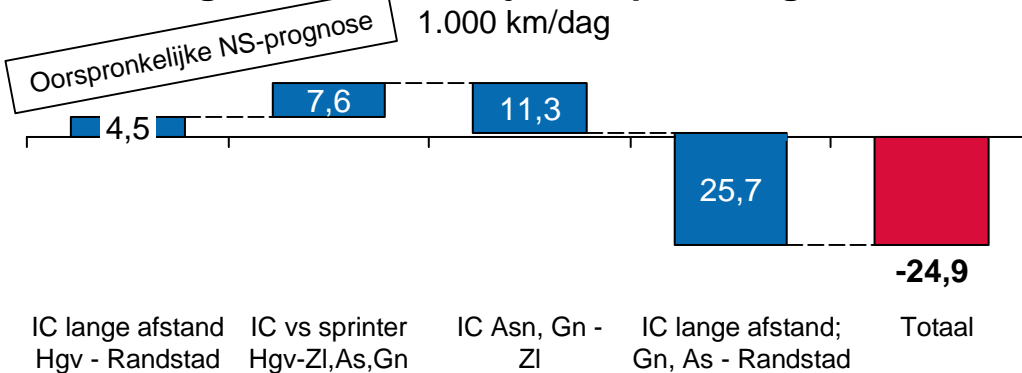 1.000 km/dag
Oorspronkelijke NS-prognose
4,5
7,6
11,3
25,7
-24,9
IC lange afstand
Hgv - Randstad
IC vs sprinter
Hgv-Zl,As,Gn
IC Asn, Gn -
Zl
IC lange afstand;
Gn, As - Randstad
Totaal